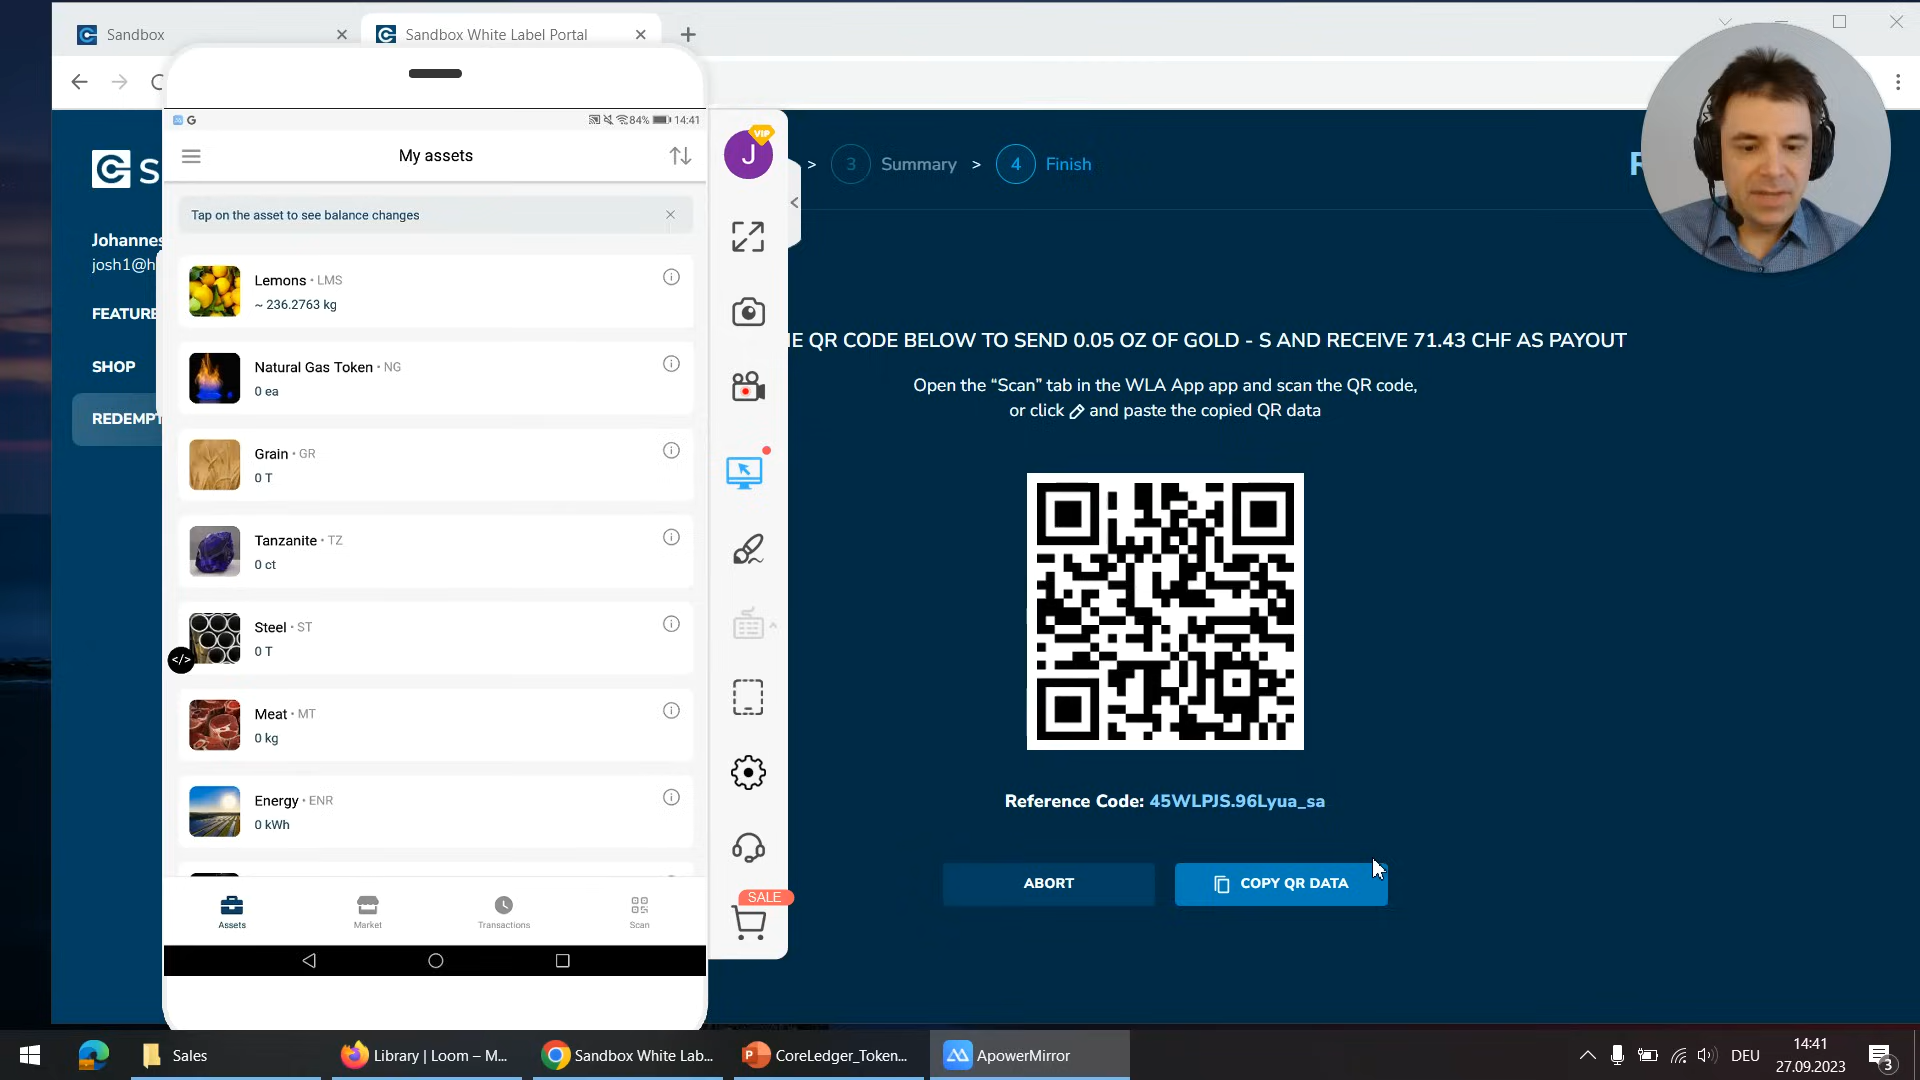 Sandbox
Sandbox White Label Portal
84% 14:41
My assets
Tap on the asset to see balance changes
Lemons · LMS
~ 236.2763 kg
Natural Gas Token · NG
0 ea
Grain · GR
0 T
Tanzanite · TZ
0 ct
Steel · ST
0 T
Meat · MT
0 kg
Energy · ENR
0 kWh
Assets
Market
Transactions
Scan
</>
VIP
J
SALE
S
Johannes
josh1@h
FEATURE
SHOP
REDEMPT
> 3 Summary > 4 Finish
R
E QR CODE BELOW TO SEND 0.05 OZ OF GOLD - S AND RECEIVE 71.43 CHF AS PAYOUT
Open the “Scan” tab in the WLA App app and scan the QR code,
or click and paste the copied QR data
Reference Code: 45WLPJS.96Lyua_sa
ABORT
COPY QR DATA
Sales
Library | Loom – M...
Sandbox White Lab...
CoreLedger_Token...
ApowerMirror
DEU
14:41
27.09.2023
3